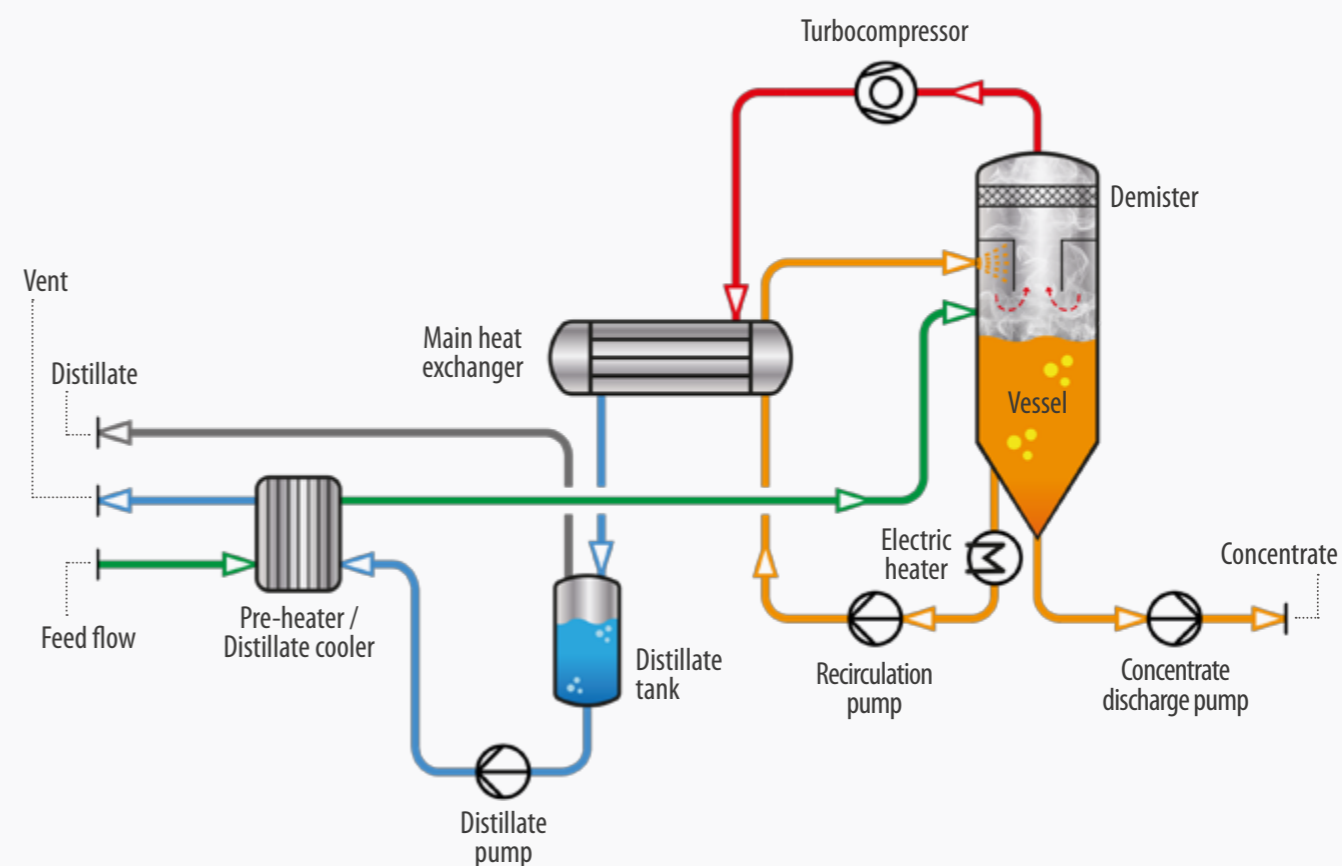 Turbocompressor
Demister
Vent
Main heat
exchanger
Distillate
Vessel
Electric
heater
Concentrate
Feed flow
Pre-heater /
Distillate cooler
Distillate
tank
Recirculation
pump
Concentrate
discharge pump
Distillate
pump